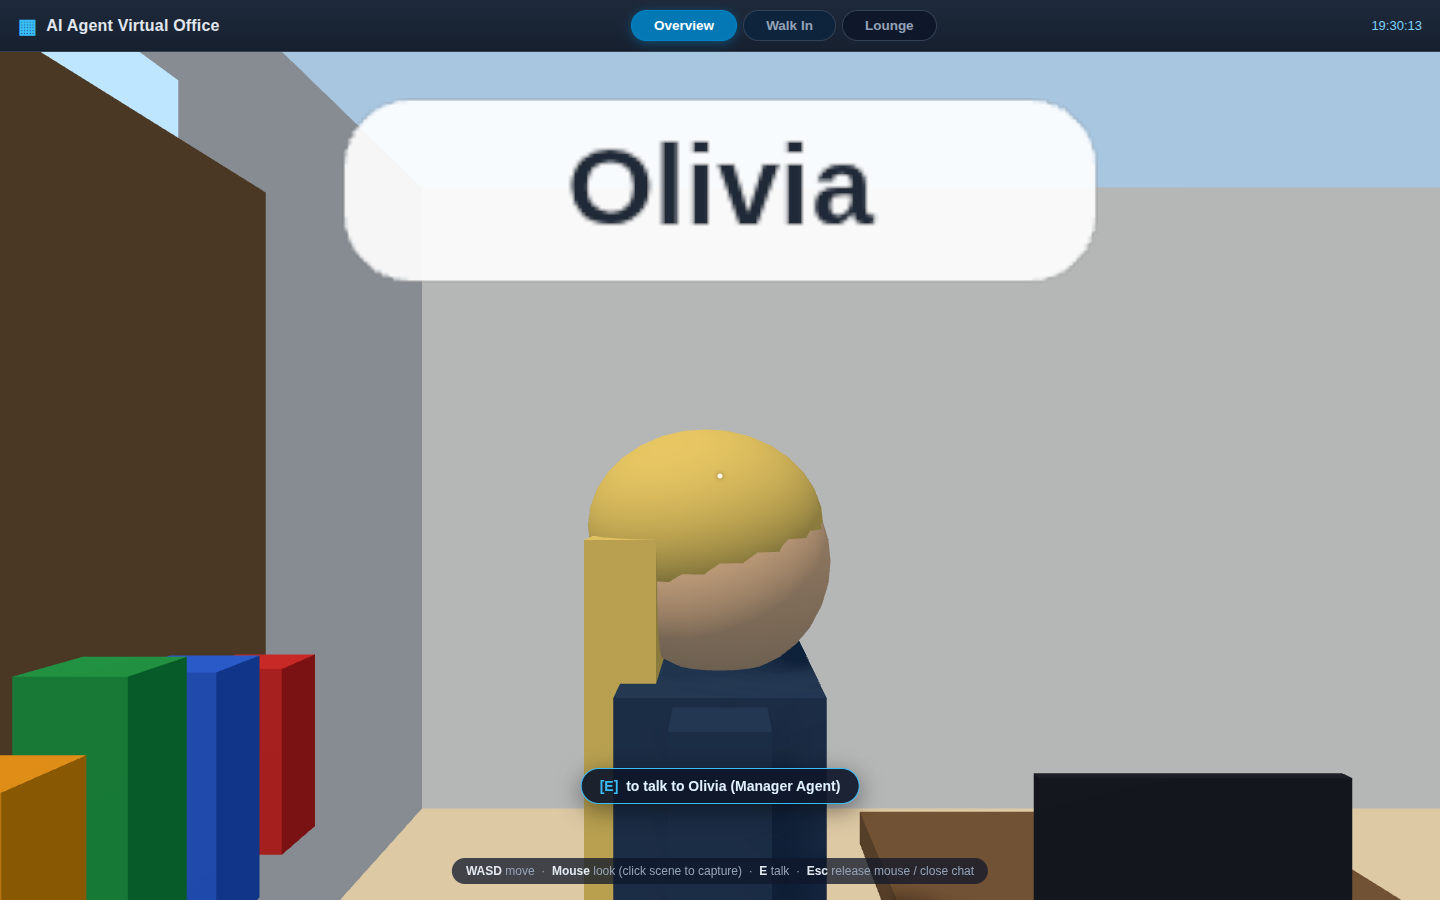 AI Agent Virtual Office
Overview
Walk In
Lounge
19:30:13
Olivia
[E] to talk to Olivia (Manager Agent)
WASD move · Mouse look (click scene to capture) · E talk · Esc release mouse / close chat